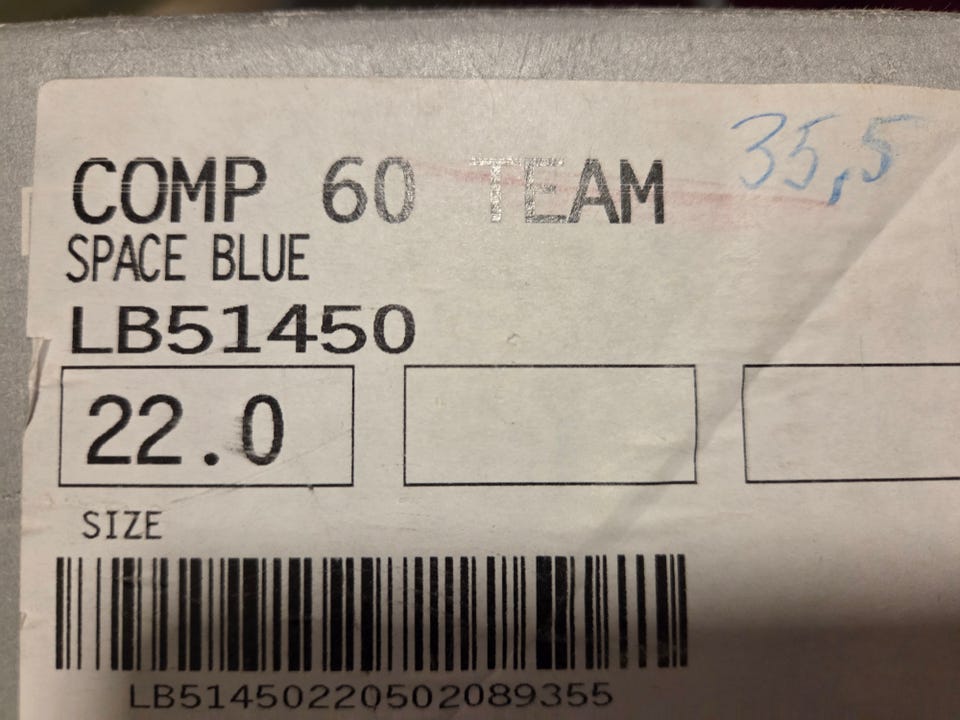 35,5
COMP 60 TEAM
SPACE BLUE
LB51450
22.0
SIZE
LB51450220502089355